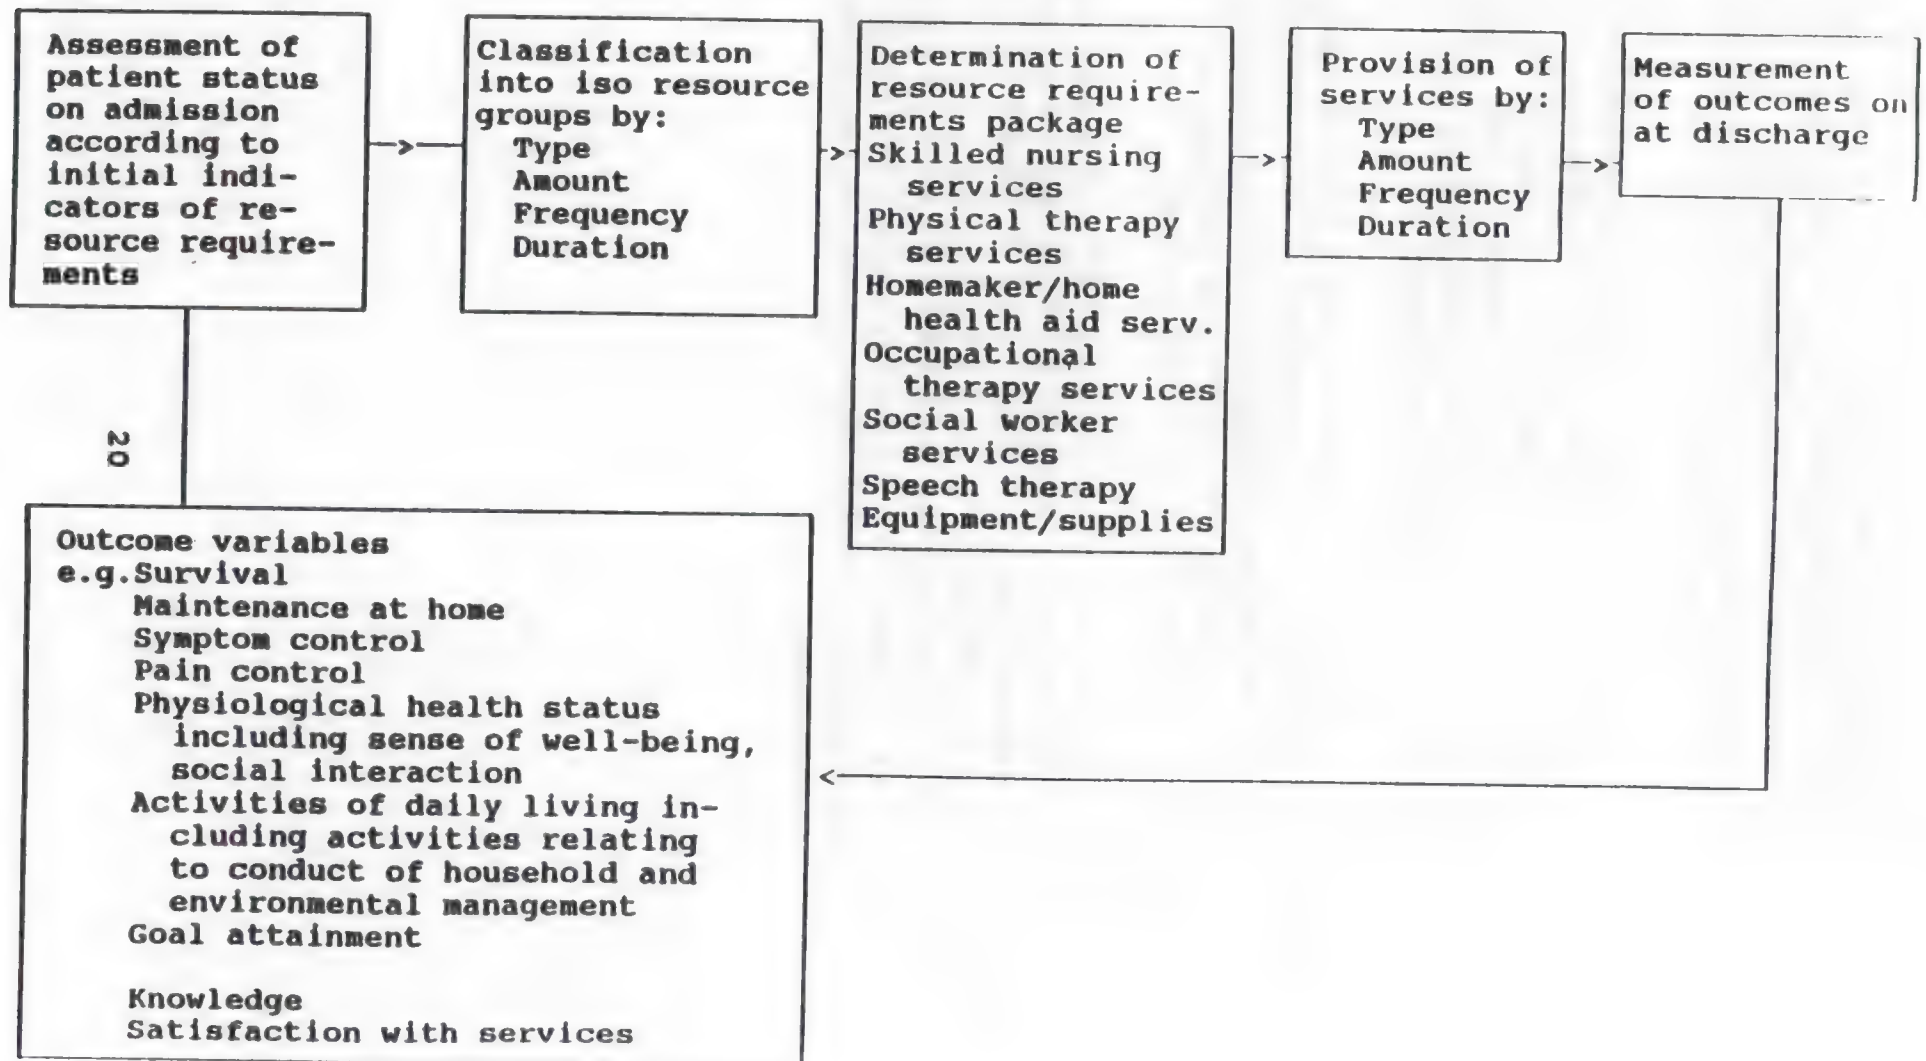 Assessment of
patient status
on admission
according to
initial indi-
cators of re-
source require-
ments
Classification
into iso resource
groups by:
Type
Amount
Frequency
Duration
Determination of
resource require-
ments package
Skilled nursing
services
Physical therapy
services
Homemaker/home
health aid serv.
Occupational
therapy services
Social worker
services
Speech therapy
Equipment/supplies
Provision of
services by:
Type
Amount
Frequency
Duration
Measurement
of outcomes on
at discharge
20
Outcome variables
e.g.Survival
Maintenance at home
Symptom control
Pain control
Physiological health status
including sense of well-being,
social interaction
Activities of daily living in-
cluding activities relating
to conduct of household and
environmental management
Goal attainment
Knowledge
Satisfaction with services